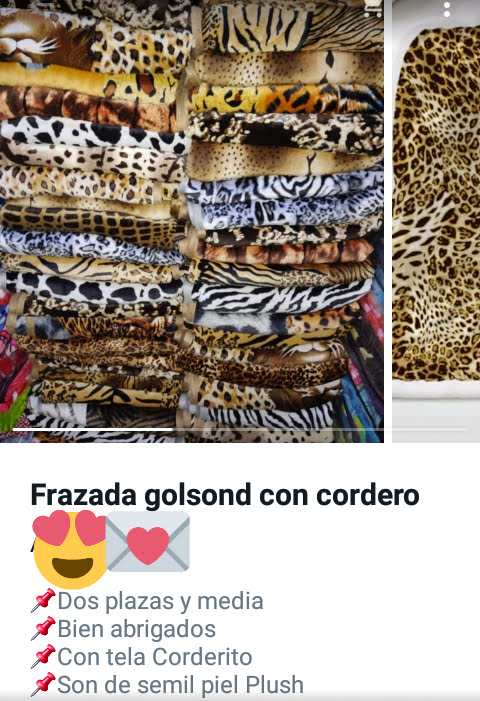 Frazada golsond con cordero
😍💌
📌Dos plazas y media
📌Bien abrigados
📌Con tela Corderito
📌Son de semil piel Plush